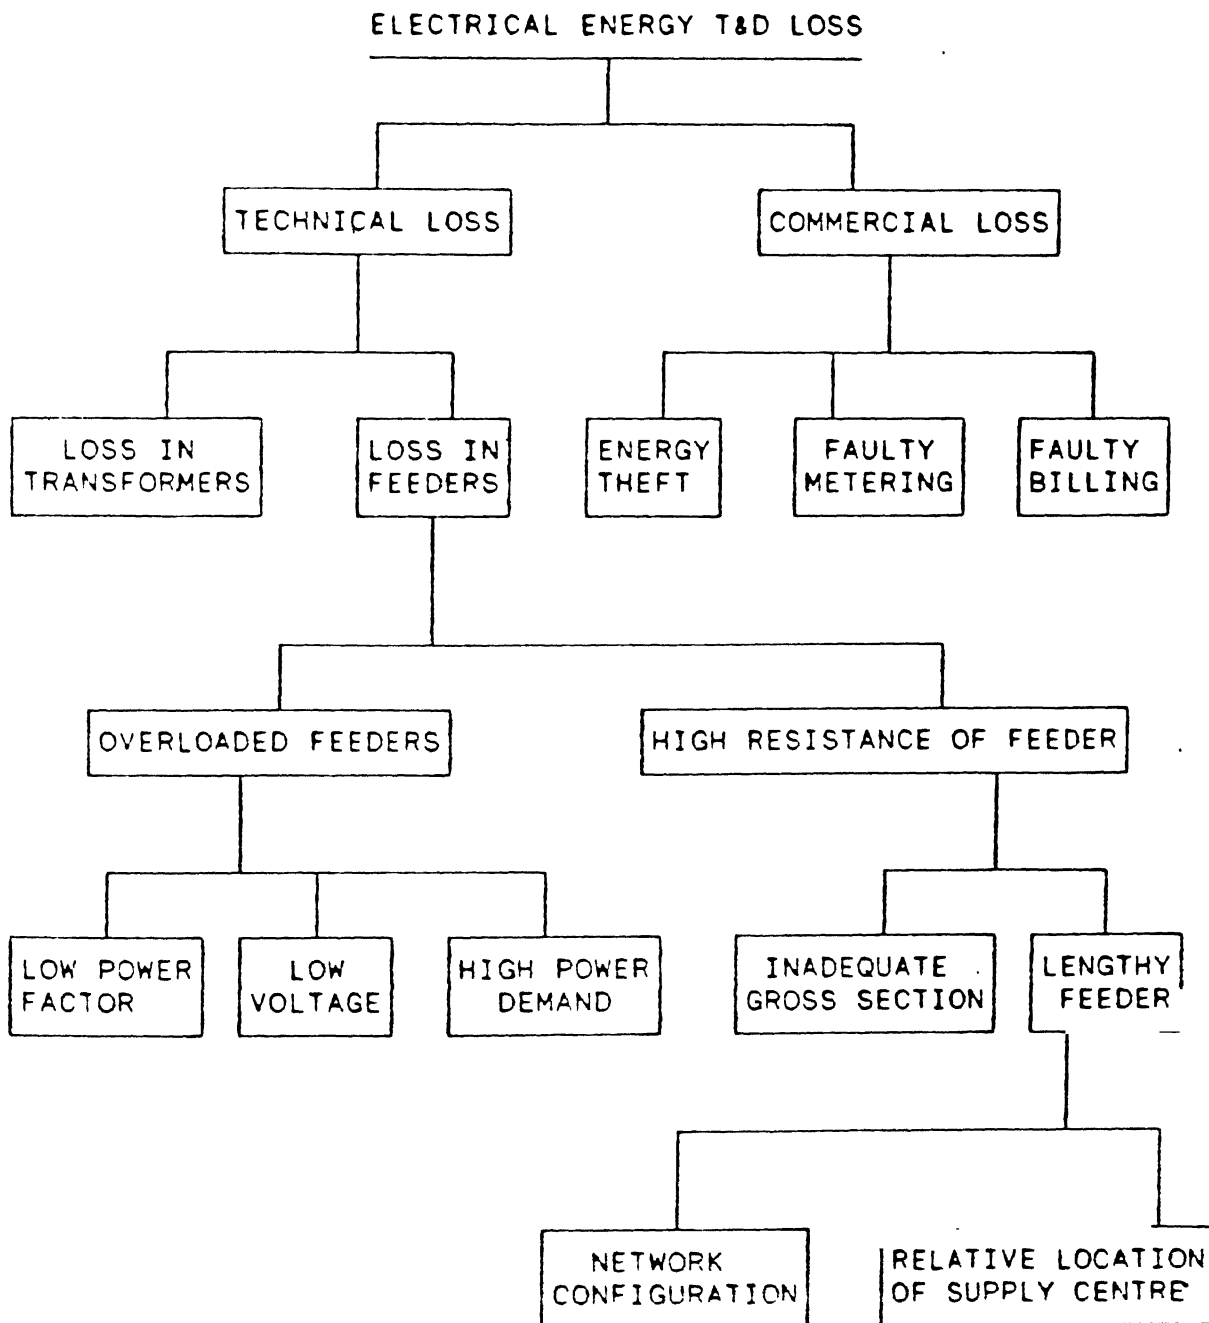 ELECTRICAL ENERGY T&D LOSS
TECHNICAL LOSS
COMMERCIAL LOSS
LOSS IN
TRANSFORMERS
LOSS IN
FEEDERS
ENERGY
THEFT
FAULTY
METERING
FAULTY
BILLING
OVERLOADED FEEDERS
HIGH RESISTANCE OF FEEDER
LOW POWER
FACTOR
LOW
VOLTAGE
HIGH POWER
DEMAND
INADEQUATE
GROSS SECTION
LENGTHY
FEEDER
NETWORK
CONFIGURATION
RELATIVE LOCATION
OF SUPPLY CENTRE